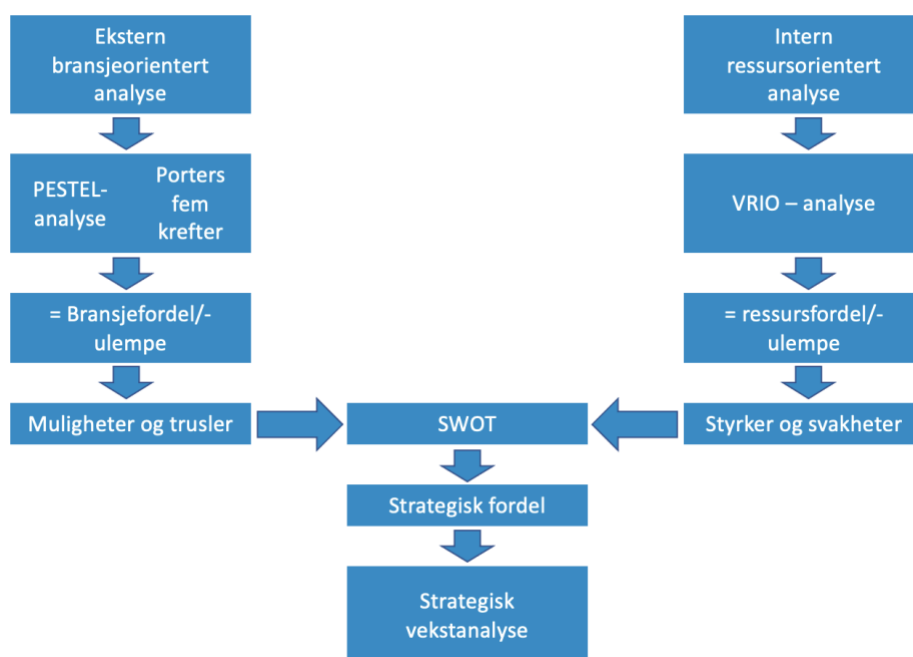 Ekstern
bransjeorientert
analyse
PESTEL-
analyse
Porters
fem
krefter
= Bransjefordel/-
ulempe
Muligheter og trusler
Intern
ressursorientert
analyse
VRIO – analyse
= ressursfordel/-
ulempe
Styrker og svakheter
SWOT
Strategisk fordel
Strategisk
vekstanalyse